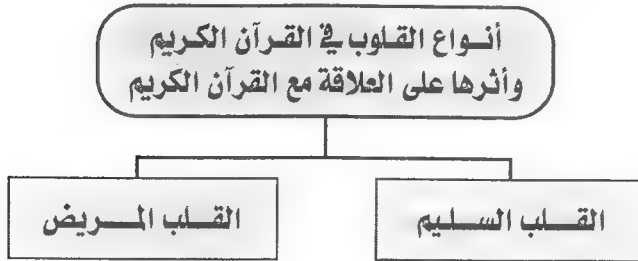 أنواع القلوب في القرآن الكريم
وأثرها على العلاقة مع القرآن الكريم
القلب السليم
القلب المريض